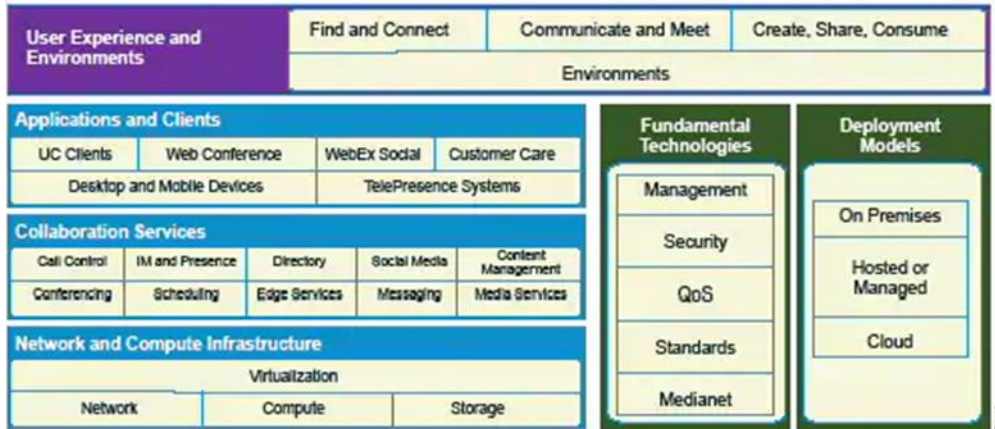 User Experience and
Environments
Find and Connect
Communicate and Meet
Create, Share, Consume
Environments
Applications and Clients
UC Clients
Web Conference
WebEx Social
Customer Care
Desktop and Mobile Devices
TelePresence Systems
Collaboration Services
Call Control
IM and Presence
Directory
Social Media
Content
Management
Conferencing
Scheduling
Edge Services
Messaging
Media Services
Network and Compute Infrastructure
Virtualization
Network
Compute
Storage
Fundamental
Technologies
Management
Security
QoS
Standards
Medianet
Deployment
Models
On Premises
Hosted or
Managed
Cloud